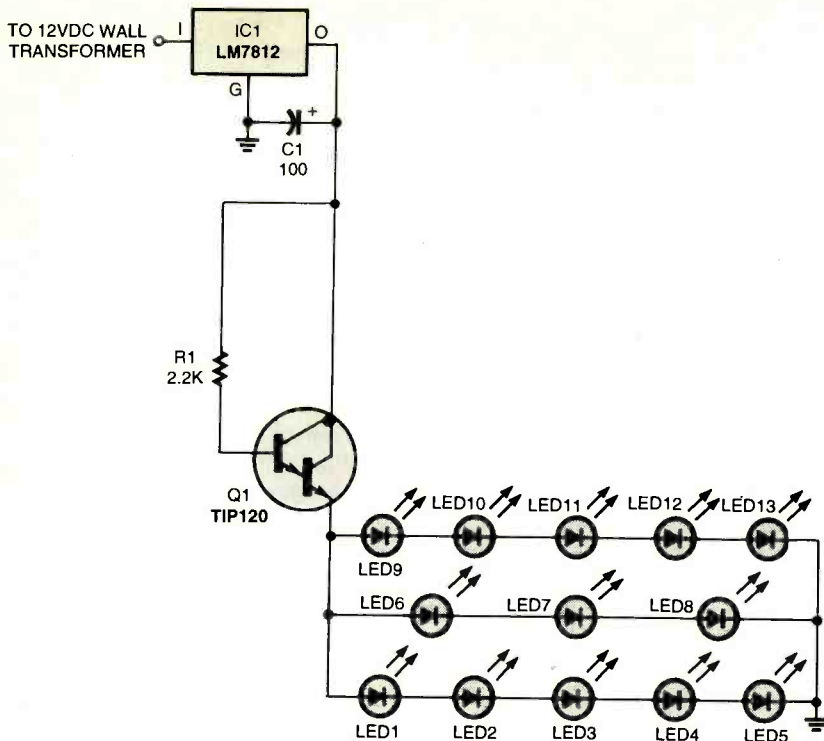 TO 12VDC WALL
TRANSFORMER
I
IC1
LM7812
O
G
+
C1
100
R1
2.2K
Q1
TIP120
LED10
LED11
LED12
LED13
LED9
LED6
LED7
LED8
LED1
LED2
LED3
LED4
LED5